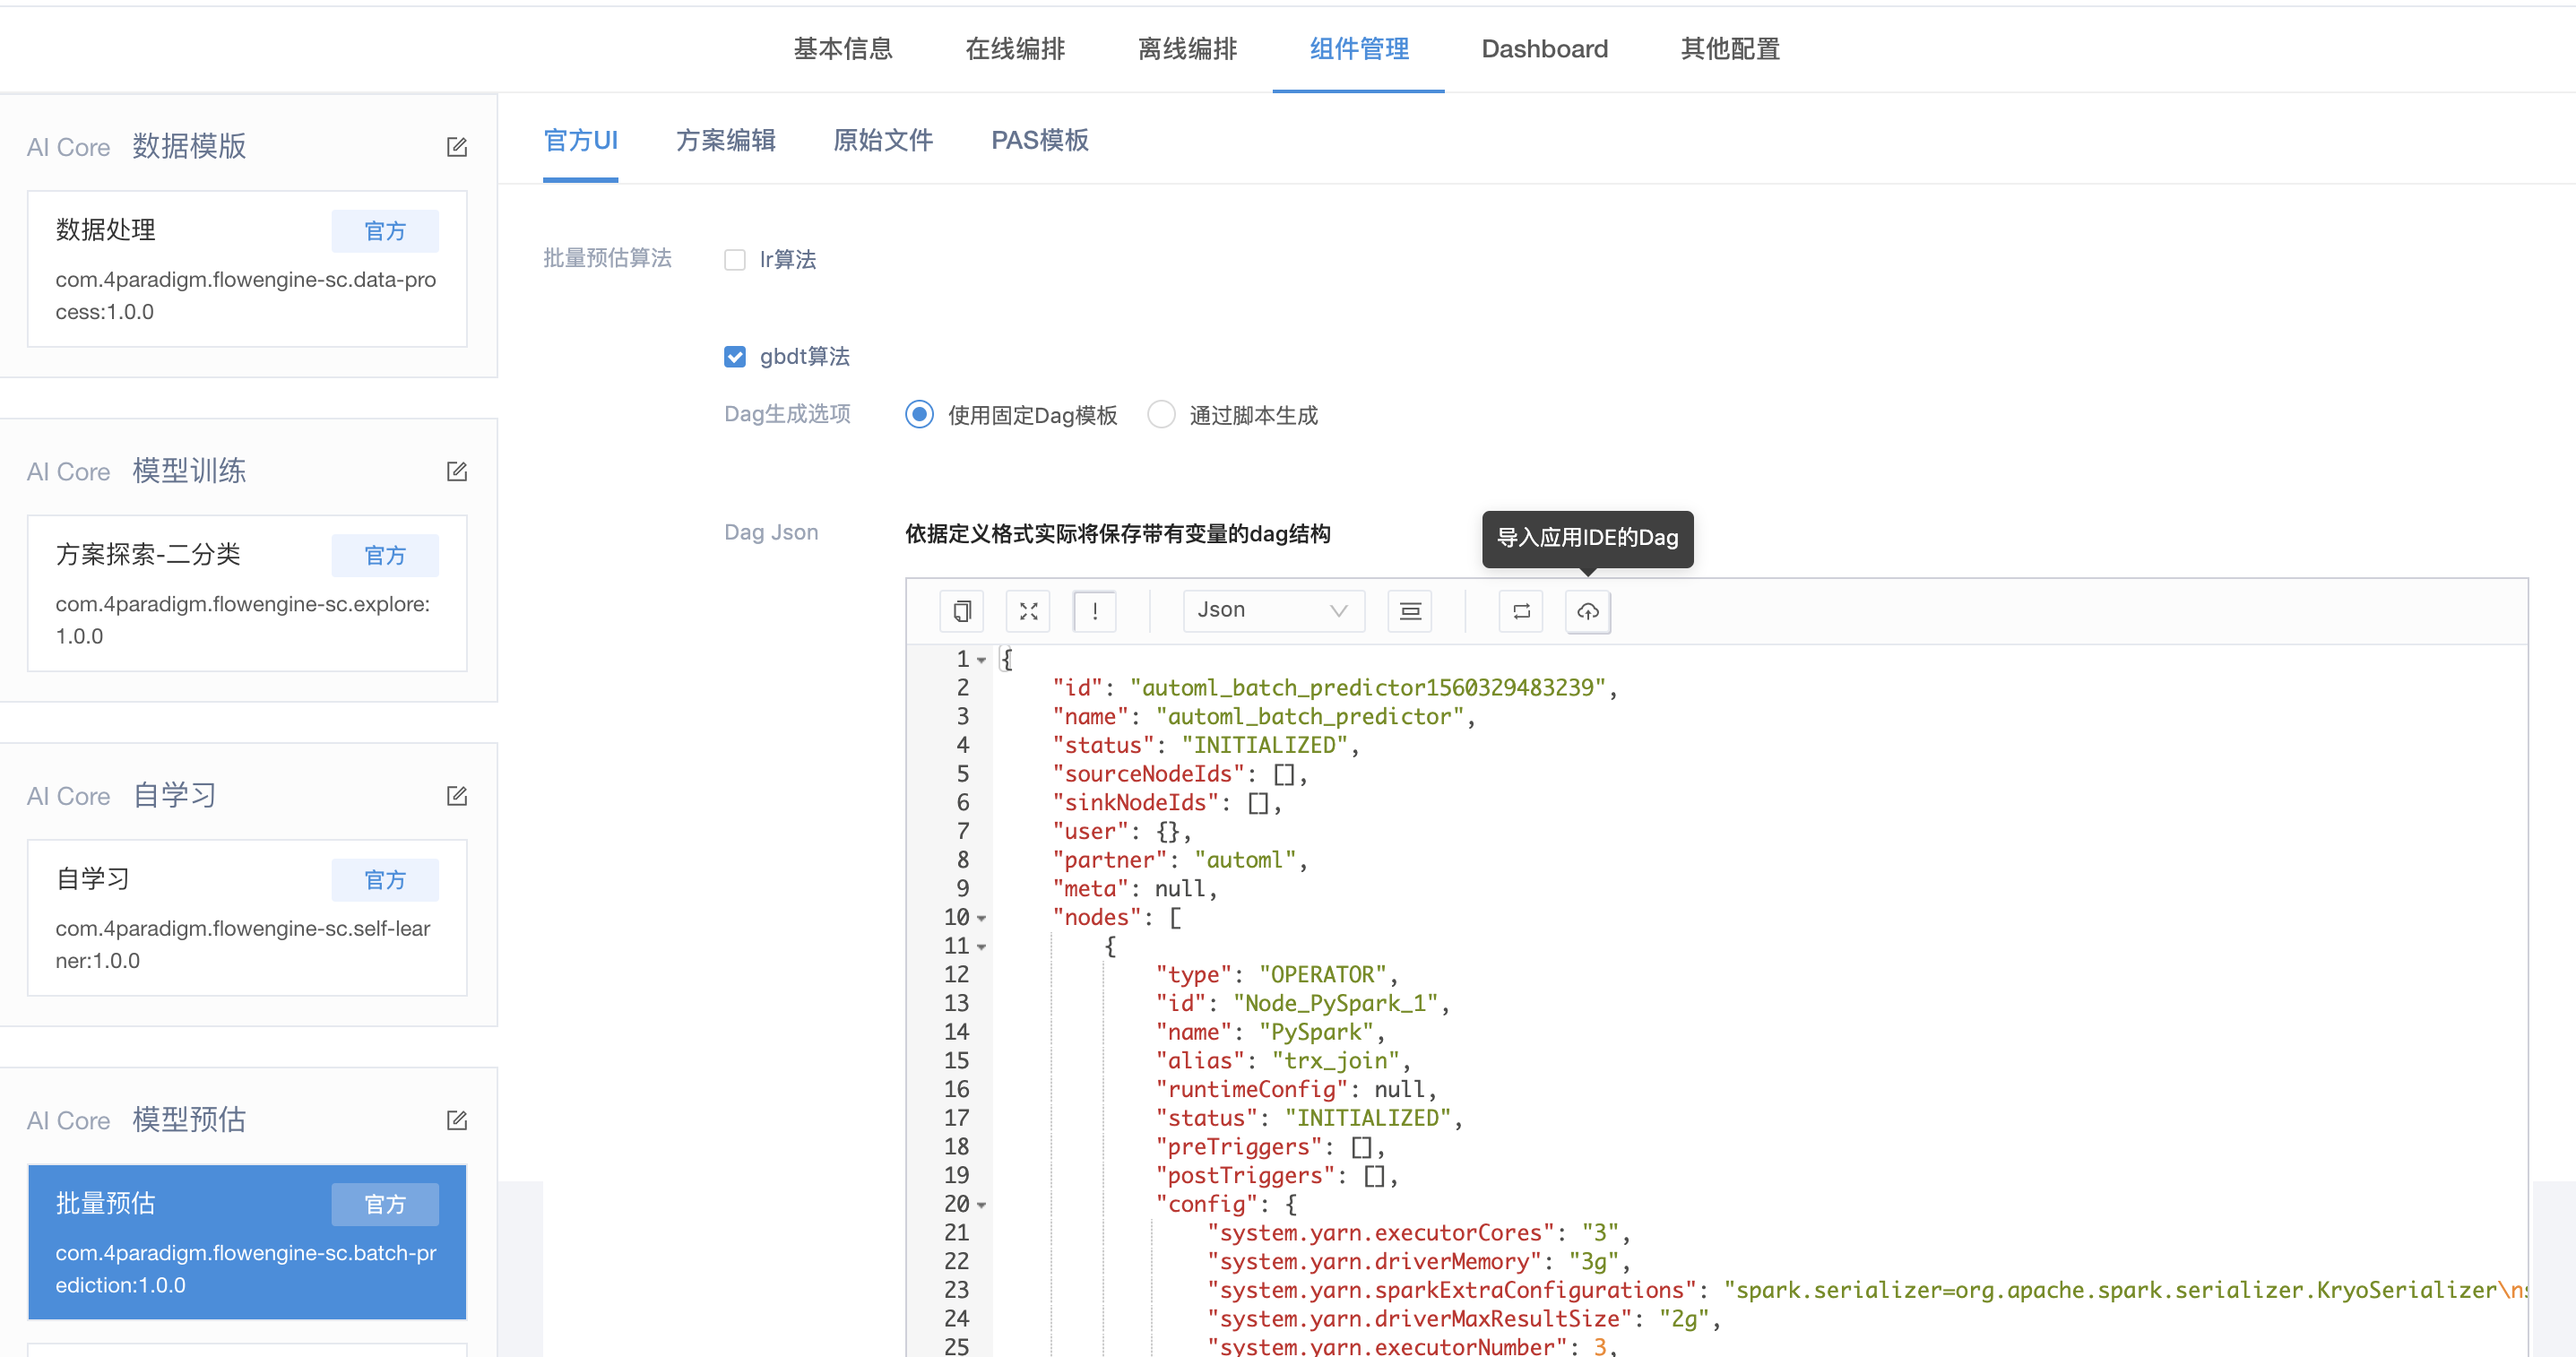 基本信息 在线编排 离线编排 组件管理 Dashboard 其他配置
AI Core 数据模版
数据处理 官方
com.4paradigm.flowengine-sc.data-pro
cess:1.0.0
AI Core 模型训练
方案探索-二分类 官方
com.4paradigm.flowengine-sc.explore:
1.0.0
AI Core 自学习
自学习 官方
com.4paradigm.flowengine-sc.self-lear
ner:1.0.0
AI Core 模型预估
批量预估 官方
com.4paradigm.flowengine-sc.batch-pr
ediction:1.0.0
官方UI 方案编辑 原始文件 PAS模板
批量预估算法 lr算法
gbdt算法
Dag生成选项 使用固定Dag模板 通过脚本生成
Dag Json 依据定义格式实际将保存带有变量的dag结构
导入应用IDE的Dag
! Json
1 {
2 "id": "automl_batch_predictor1560329483239",
3 "name": "automl_batch_predictor",
4 "status": "INITIALIZED",
5 "sourceNodeIds": [],
6 "sinkNodeIds": [],
7 "user": {},
8 "partner": "automl",
9 "meta": null,
10 "nodes": [
11 {
12 "type": "OPERATOR",
13 "id": "Node_PySpark_1",
14 "name": "PySpark",
15 "alias": "trx_join",
16 "runtimeConfig": null,
17 "status": "INITIALIZED",
18 "preTriggers": [],
19 "postTriggers": [],
20 "config": {
21 "system.yarn.executorCores": "3",
22 "system.yarn.driverMemory": "3g",
23 "system.yarn.sparkExtraConfigurations": "spark.serializer=org.apache.spark.serializer.KryoSerializer\ns
24 "system.yarn.driverMaxResultSize": "2g",
25 "system.yarn.executorNumber": 3,